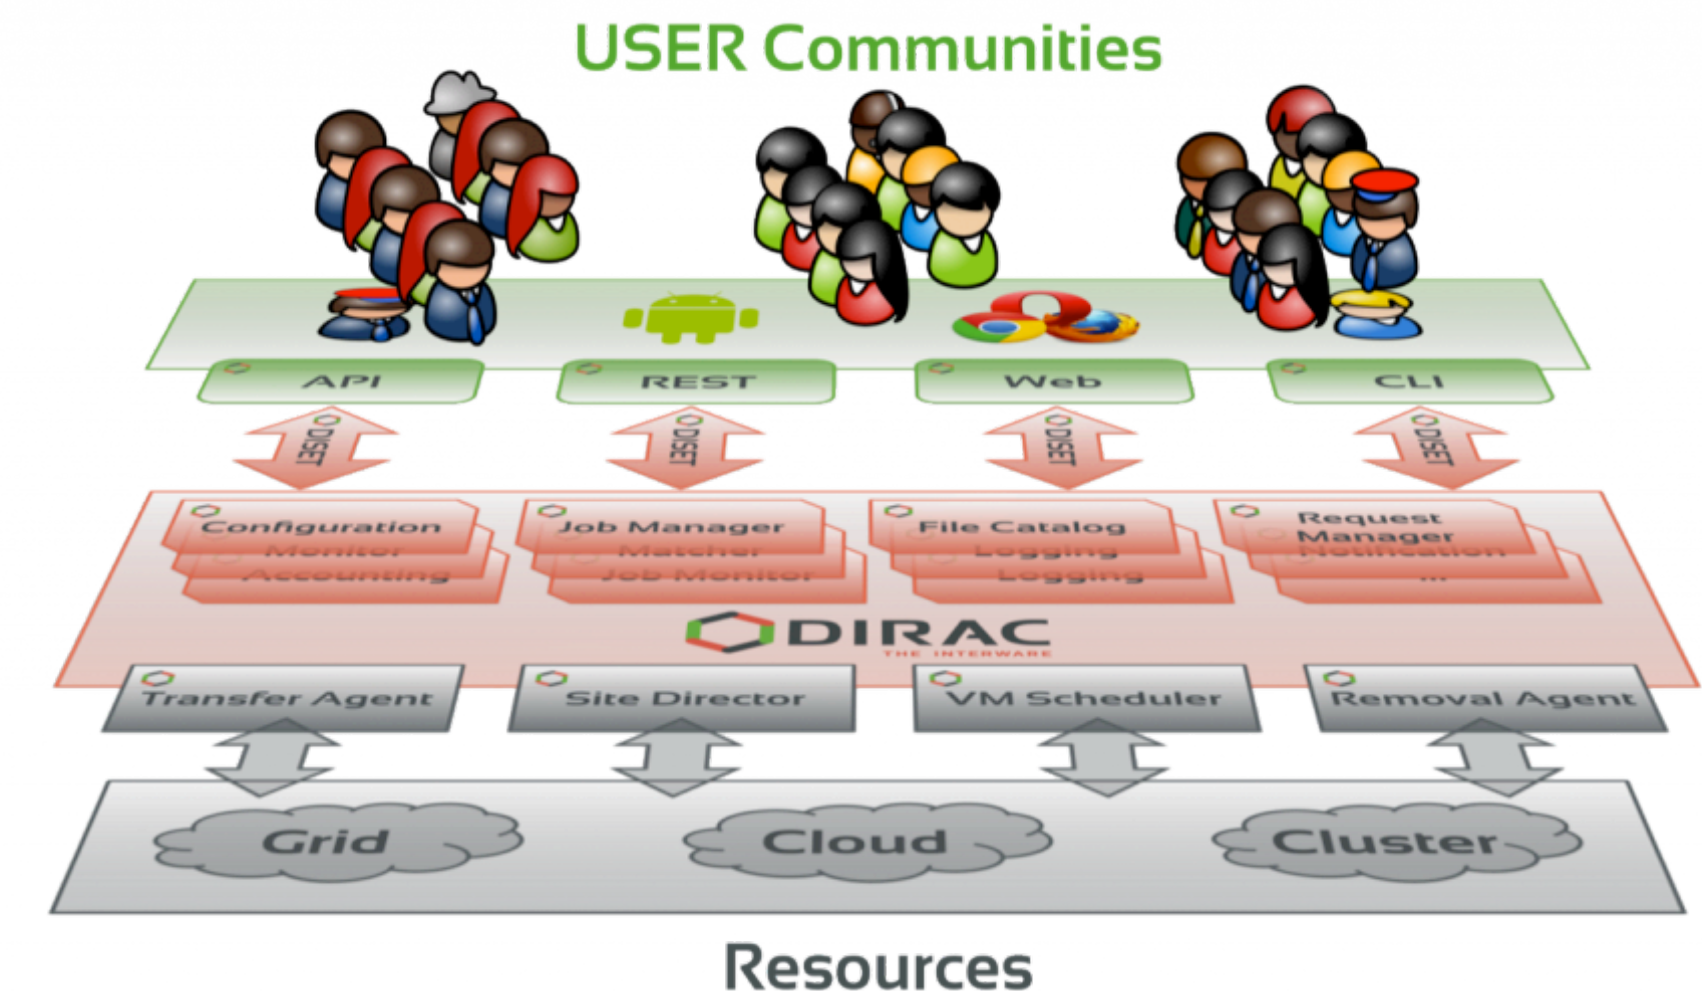 USER Communities
API
REST
Web
CLI
DISET
DISET
DISET
DISET
Configuration
Monitor
Accounting
Job Manager
Matcher
Job Monitor
File Catalog
Logging
Logging
Request
Manager
Notification
...
DIRAC
THE INTERWARE
Transfer Agent
Site Director
VM Scheduler
Removal Agent
Grid
Cloud
Cluster
Resources